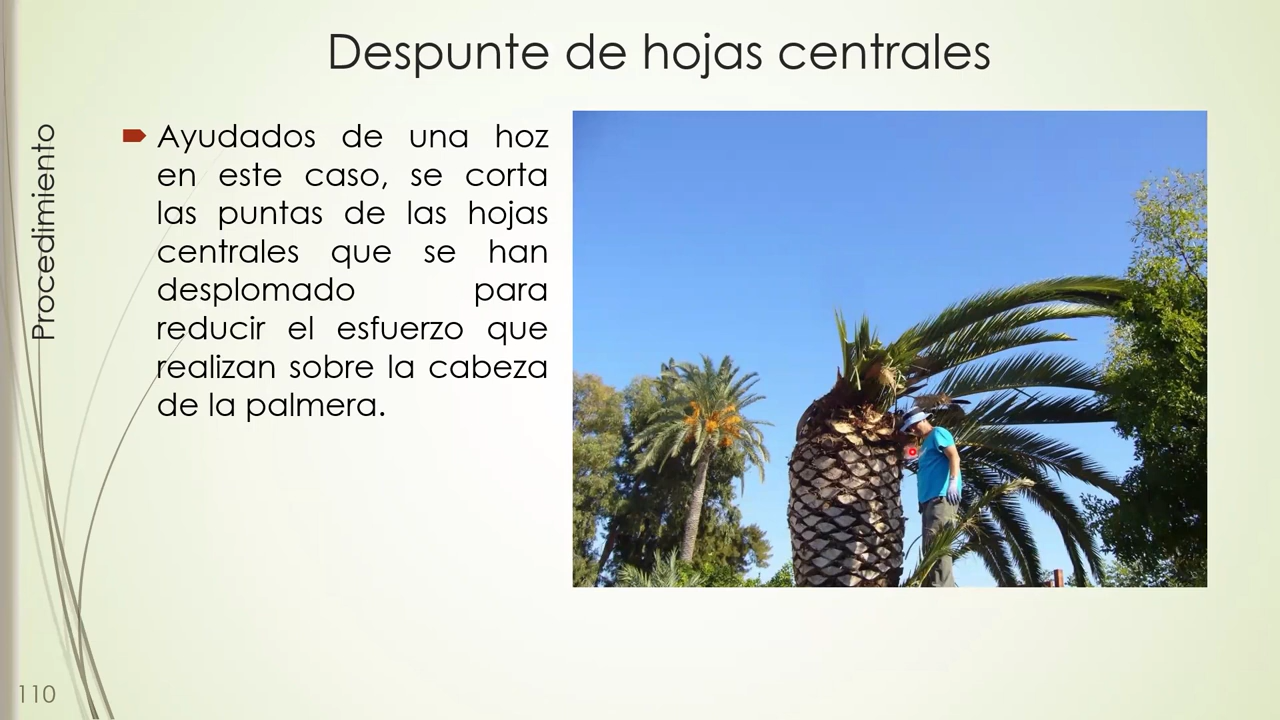 Despunte de hojas centrales
Procedimiento
Ayudados de una hoz
en este caso, se corta
las puntas de las hojas
centrales que se han
desplomado para
reducir el esfuerzo que
realizan sobre la cabeza
de la palmera.
110